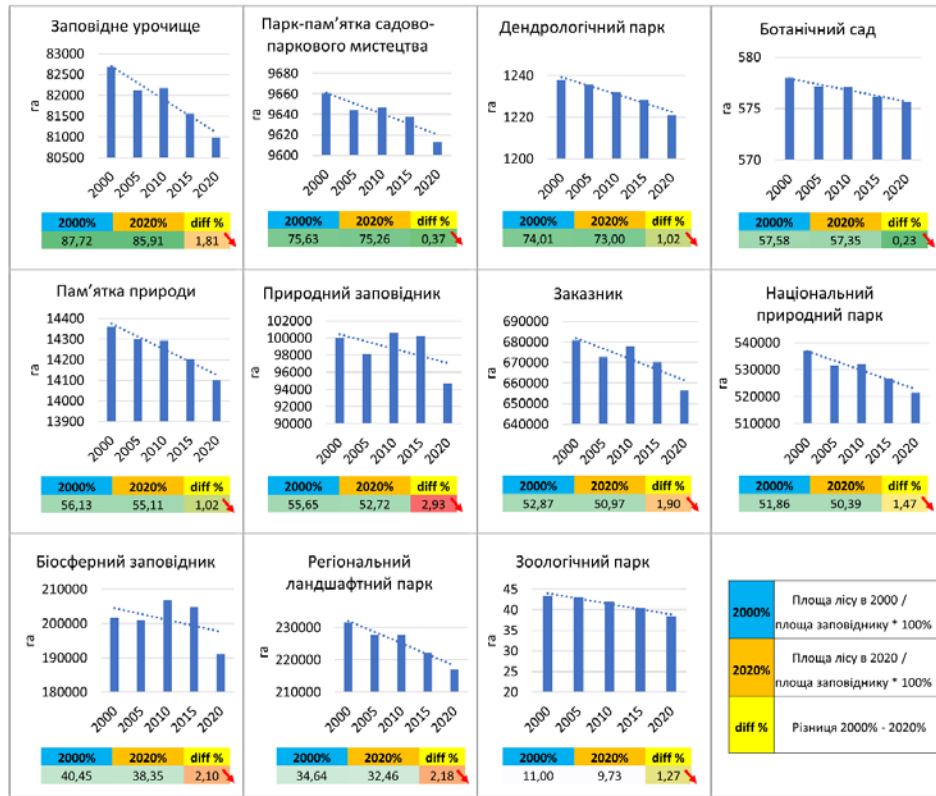 Заповідне урочище
83000
82500
82000
81500
81000
80500
га
2000 2005 2010 2015 2020
2000% 2020% diff %
87,72 85,91 1,81
Парк-пам'ятка садово-
паркового мистецтва
9680
9660
9640
9620
9600
га
2000 2005 2010 2015 2020
2000% 2020% diff %
75,63 75,26 0,37
Дендрологічний парк
1240
1220
1200
га
2000 2005 2010 2015 2020
2000% 2020% diff %
74,01 73,00 1,02
Ботанічний сад
580
575
570
га
2000 2005 2010 2015 2020
2000% 2020% diff %
57,58 57,35 0,23
Пам'ятка природи
14400
14300
14200
14100
14000
13900
га
2000 2005 2010 2015 2020
2000% 2020% diff %
56,13 55,11 1,02
Природний заповідник
102000
100000
98000
96000
94000
92000
90000
га
2000 2005 2010 2015 2020
2000% 2020% diff %
55,65 52,72 2,93
Заказник
690000
680000
670000
660000
650000
640000
га
2000 2005 2010 2015 2020
2000% 2020% diff %
52,87 50,97 1,90
Національний
природний парк
540000
530000
520000
510000
га
2000 2005 2010 2015 2020
2000% 2020% diff %
51,86 50,39 1,47
Біосферний заповідник
210000
200000
190000
180000
га
2000 2005 2010 2015 2020
2000% 2020% diff %
40,45 38,35 2,10
Регіональний
ландшафтний парк
230000
220000
210000
га
2000 2005 2010 2015 2020
2000% 2020% diff %
34,64 32,46 2,18
Зоологічний парк
45
40
35
30
25
20
га
2000 2005 2010 2015 2020
2000% 2020% diff %
11,00 9,73 1,27
2000% Площа лісу в 2000 /
площа заповіднику * 100%
2020% Площа лісу в 2020 /
площа заповіднику * 100%
diff % Різниця 2000% - 2020%